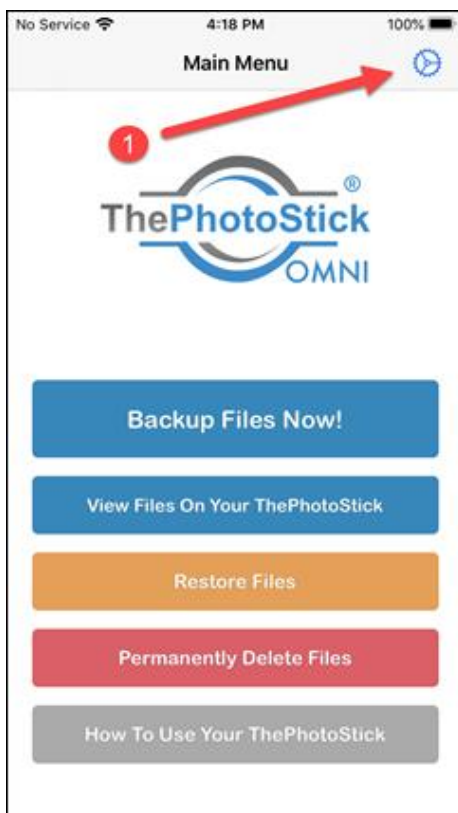 No Service 4:18 PM 100%
Main Menu
1
ThePhotoStick®
OMNI
Backup Files Now!
View Files On Your ThePhotoStick
Restore Files
Permanently Delete Files
How To Use Your ThePhotoStick